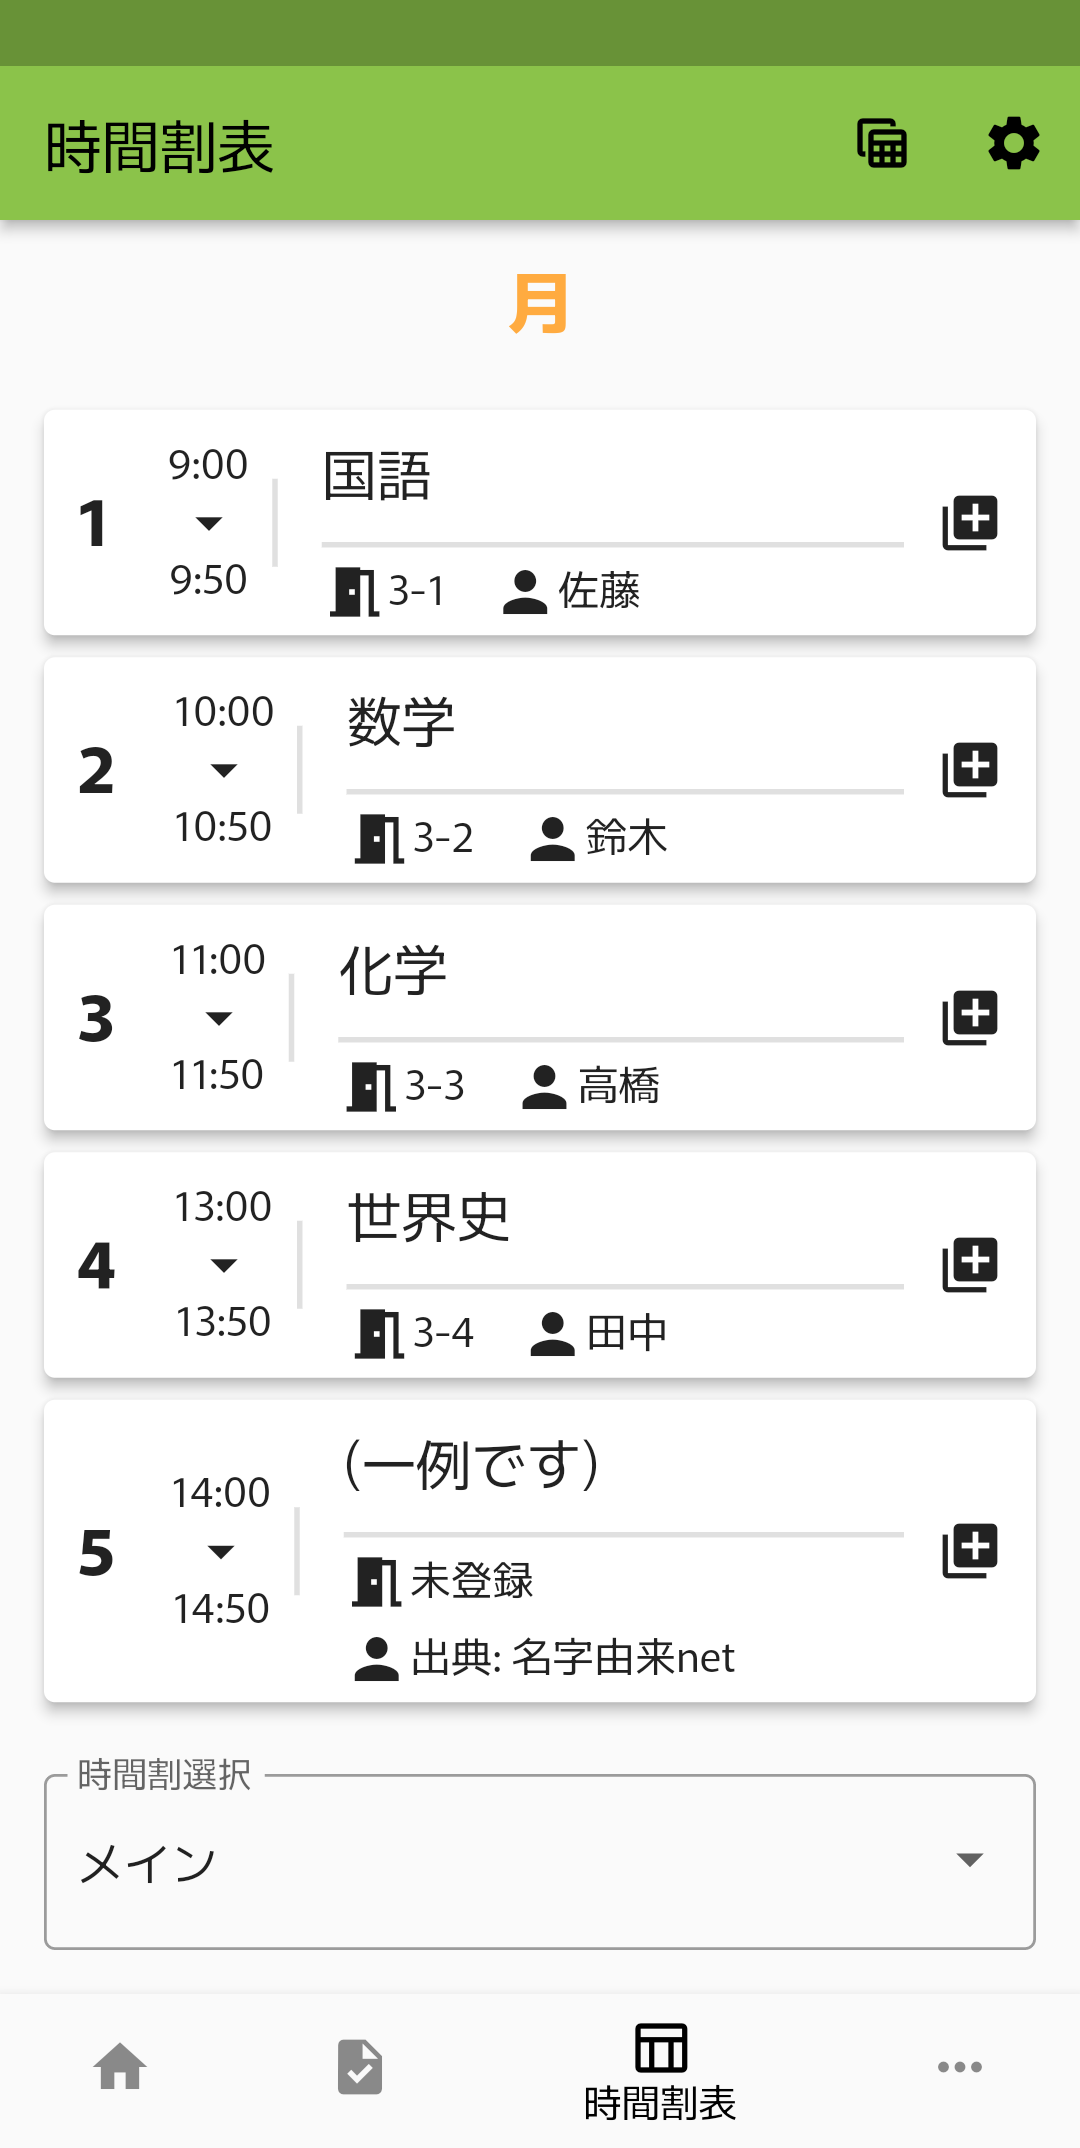 時間割表
月
1
9:00
9:50
国語
3-1 佐藤
2
10:00
10:50
数学
3-2 鈴木
3
11:00
11:50
化学
3-3 高橋
4
13:00
13:50
世界史
3-4 田中
5
14:00
14:50
(一例です)
未登録
出典: 名字由来net
時間割選択
メイン
時間割表